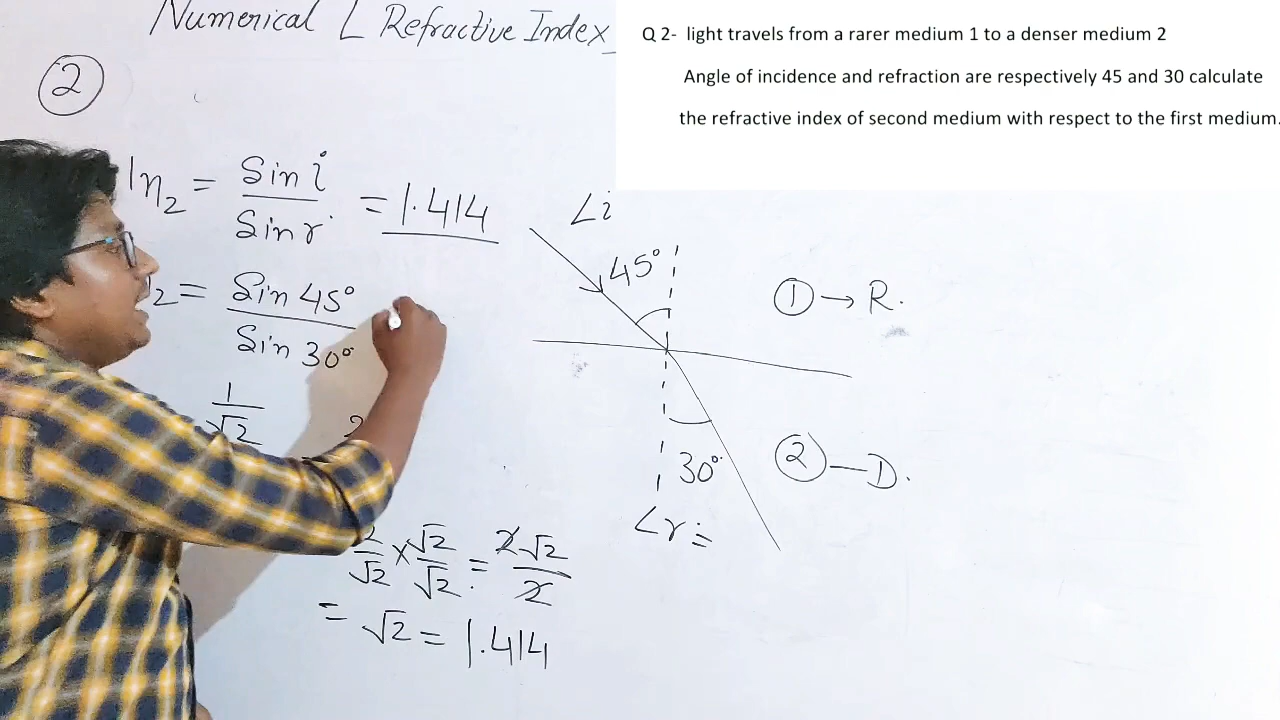 Numerical ∠ Refractive Index
Q 2- light travels from a rarer medium 1 to a denser medium 2
Angle of incidence and refraction are respectively 45 and 30 calculate
the refractive index of second medium with respect to the first medium.
2
1η2 = Sin i / Sin r = 1.414
∠i
45°
1 → R.
2 = Sin 45° / Sin 30°
1/√2
2
30°
2 — D.
∠r =
2/√2 × √2/√2 = 2√2/2
= √2 = 1.414